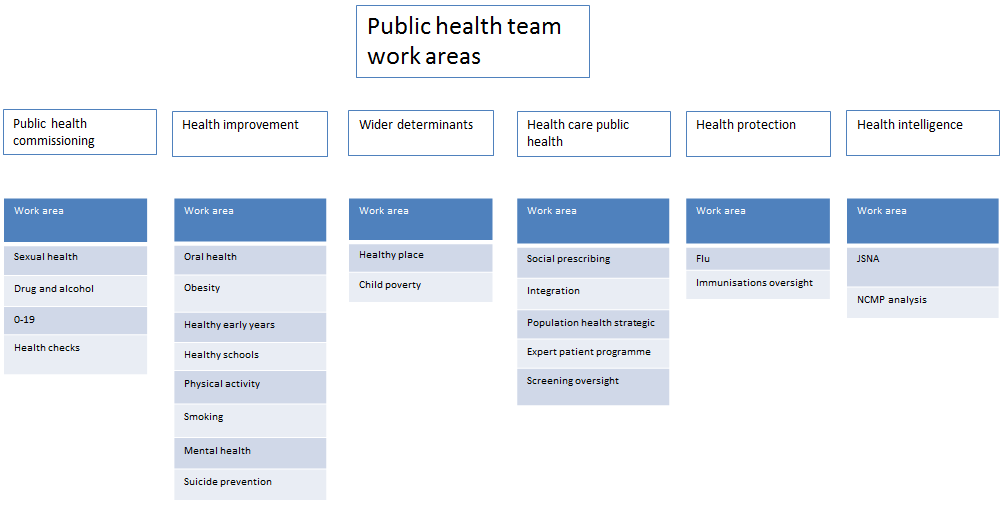 Public health team
work areas
Public health
commissioning
Health improvement
Wider determinants
Health care public
health
Health protection
Health intelligence
Work area
Sexual health
Drug and alcohol
0-19
Health checks
Work area
Oral health
Obesity
Healthy early years
Healthy schools
Physical activity
Smoking
Mental health
Suicide prevention
Work area
Healthy place
Child poverty
Work area
Social prescribing
Integration
Population health strategic
Expert patient programme
Screening oversight
Work area
Flu
Immunisations oversight
Work area
JSNA
NCMP analysis